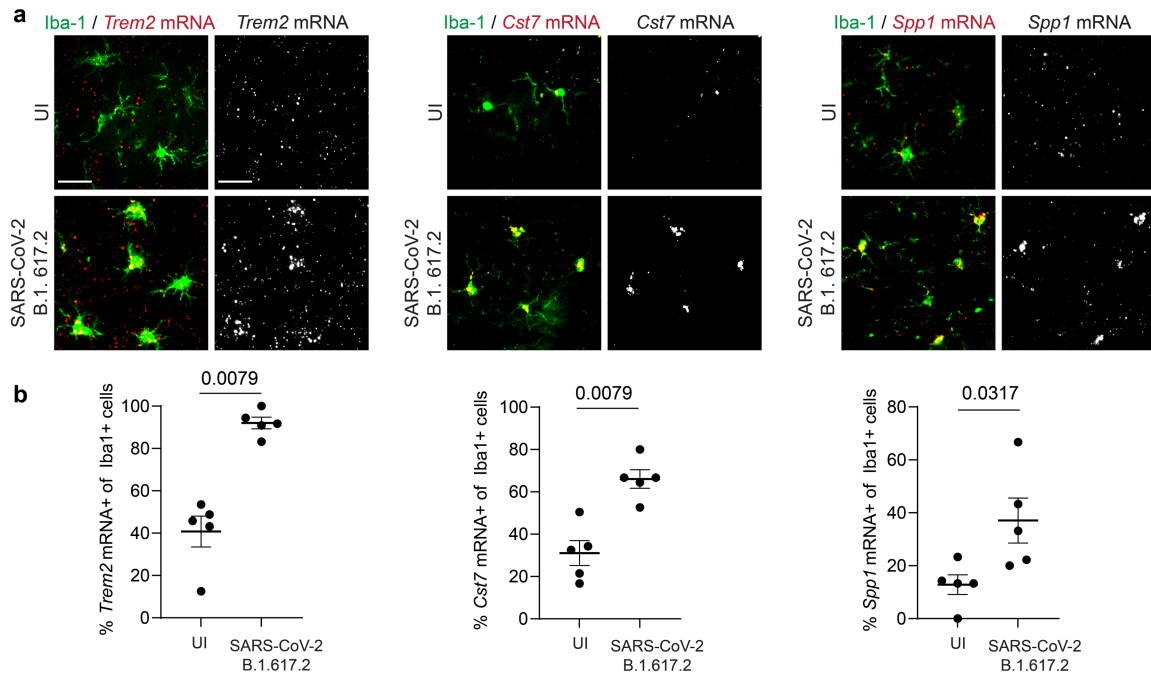 a
Iba-1 / Trem2 mRNA
Trem2 mRNA
Iba-1 / Cst7 mRNA
Cst7 mRNA
Iba-1 / Spp1 mRNA
Spp1 mRNA
UI
UI
UI
SARS-CoV-2
B.1. 617.2
SARS-CoV-2
B.1. 617.2
SARS-CoV-2
B.1. 617.2
b
% Trem2 mRNA+ of Iba1+ cells
0.0079
100
80
60
40
20
0
UI
SARS-CoV-2
B.1.617.2
% Cst7 mRNA+ of Iba1+ cells
0.0079
100
80
60
40
20
0
UI
SARS-CoV-2
B.1.617.2
% Spp1 mRNA+ of Iba1+ cells
0.0317
80
60
40
20
0
UI
SARS-CoV-2
B.1.617.2